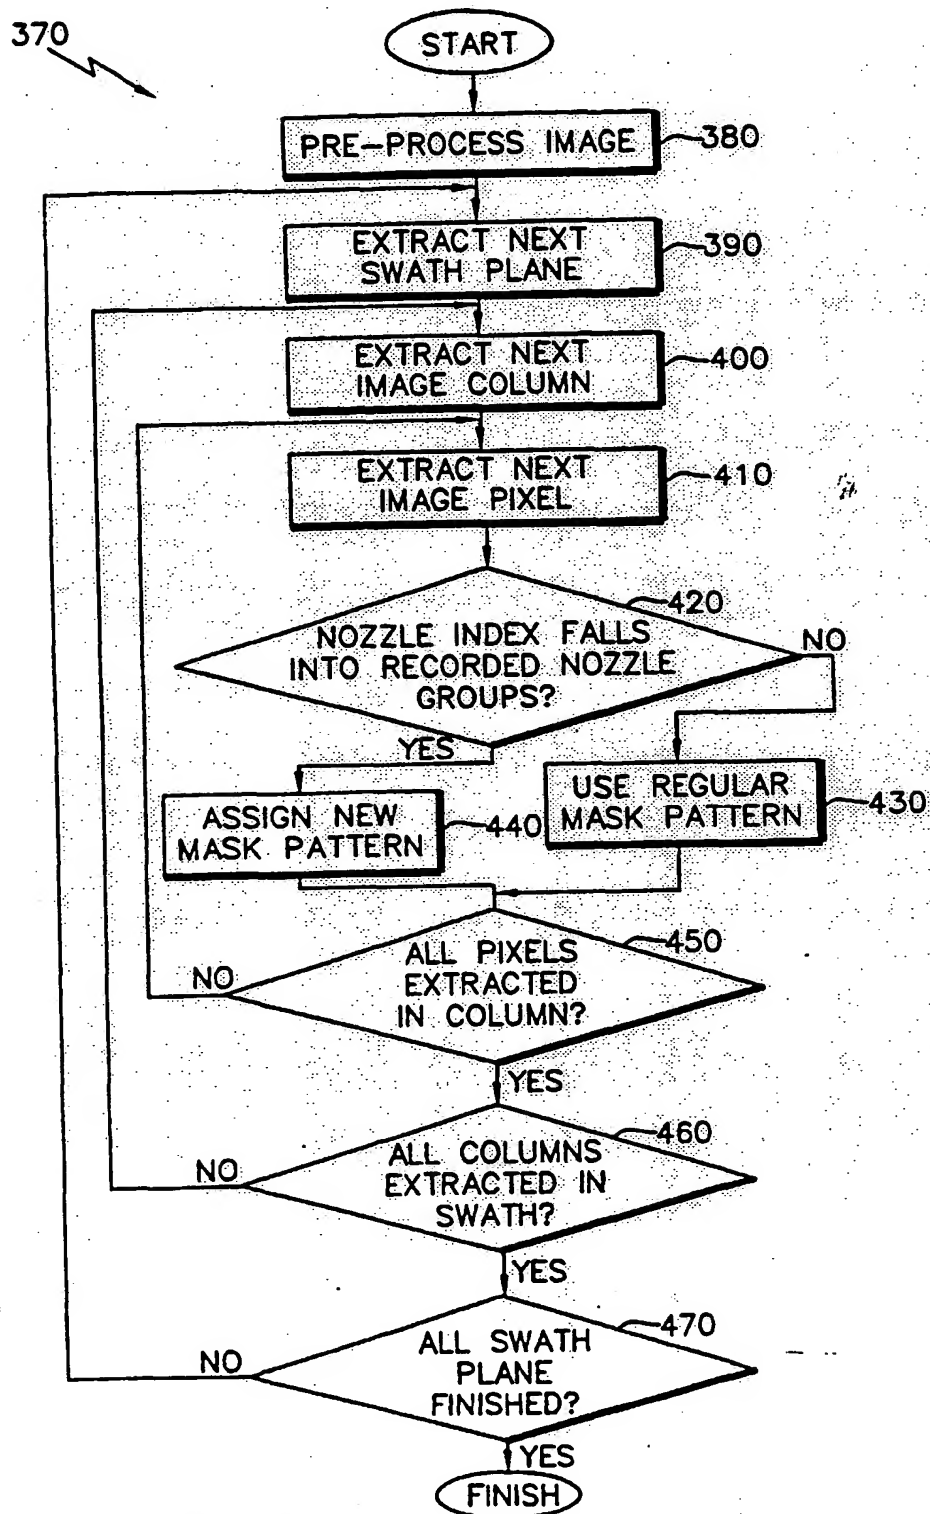 370
START
PRE-PROCESS IMAGE
380
EXTRACT NEXT
SWATH PLANE
390
EXTRACT NEXT
IMAGE COLUMN
400
EXTRACT NEXT
IMAGE PIXEL
410
420
NOZZLE INDEX FALLS
INTO RECORDED NOZZLE
GROUPS?
NO
YES
ASSIGN NEW
MASK PATTERN
440
USE REGULAR
MASK PATTERN
430
450
ALL PIXELS
EXTRACTED
IN COLUMN?
NO
YES
460
ALL COLUMNS
EXTRACTED IN
SWATH?
NO
YES
470
ALL SWATH
PLANE
FINISHED?
NO
YES
FINISH